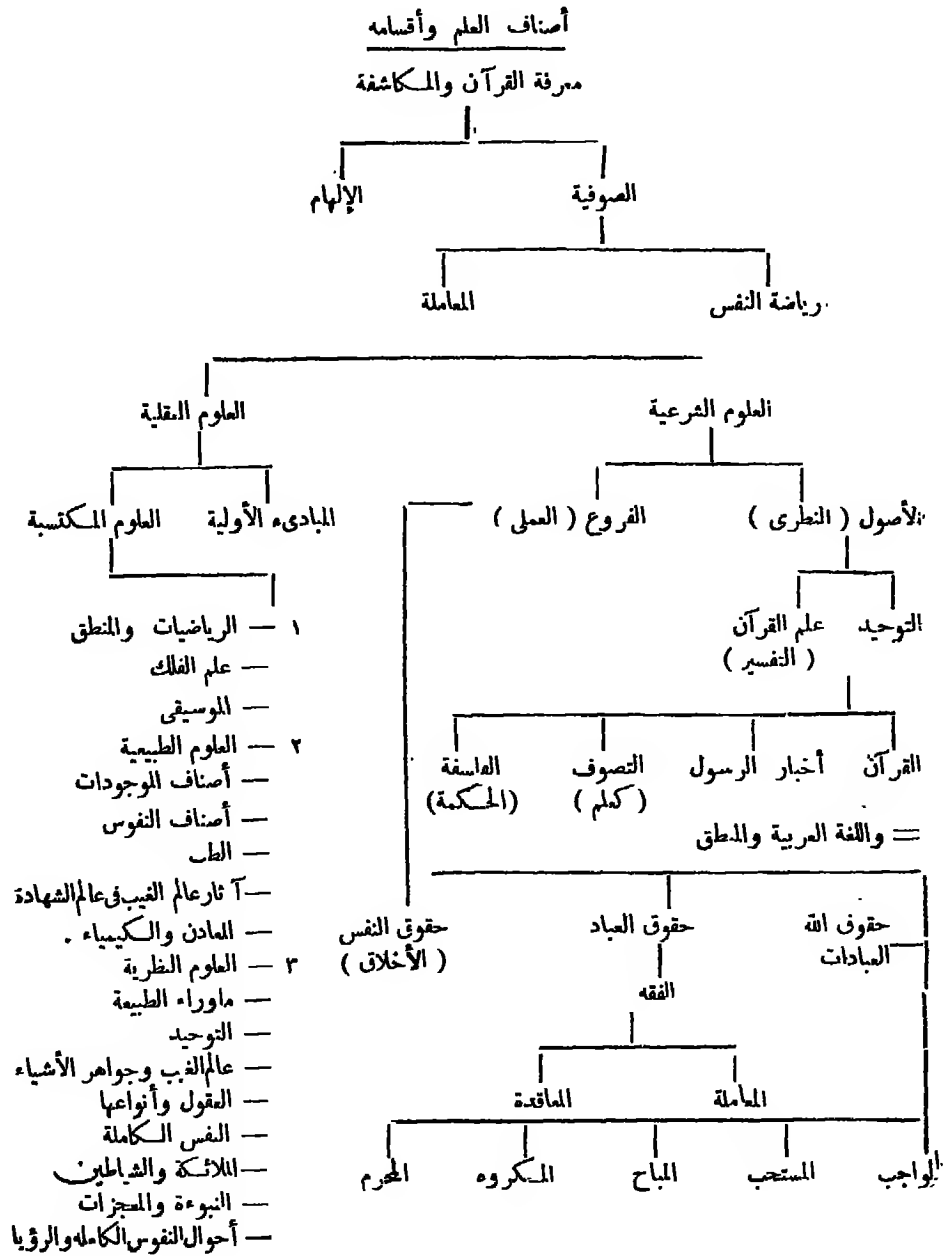 أصناف العلم وأقسامه
معرفة القرآن والمكاشفة
الصوفية
الإلهام
رياضة النفس
المعاملة
العلوم الشرعية
العلوم العقلية
الأصول ( النظرى )
الفروع ( العملى )
المبادىء الأولية
العلوم المكتسبة
التوحيد
علم القرآن
( التفسير )
القرآن
أخبار الرسول
التصوف
( كعلم )
الفلسفة
(الحكمة)
= واللغة العربية والمنطق
حقوق الله
العبادات
حقوق العباد
حقوق النفس
( الأخلاق )
الفقه
المعاملة
المعاقدة
الواجب
المستحب
المباح
المكروه
المحرم
١ — الرياضيات والمنطق
— علم الفلك
— الموسيقى
٢ — العلوم الطبيعية
— أصناف الموجودات
— أصناف النفوس
— الطب
— آثار عالم الغيب فى عالم الشهادة
— المعادن والكيمياء .
٣ — العلوم النظرية
— ماوراء الطبيعة
— التوحيد
— عالم الغيب وجواهر الأشياء
— العقول وأنواعها
— النفس الكاملة
— الملائكة والشياطين
— النبوءة والمعجزات
— أحوال النفوس الكاملة والرؤيا